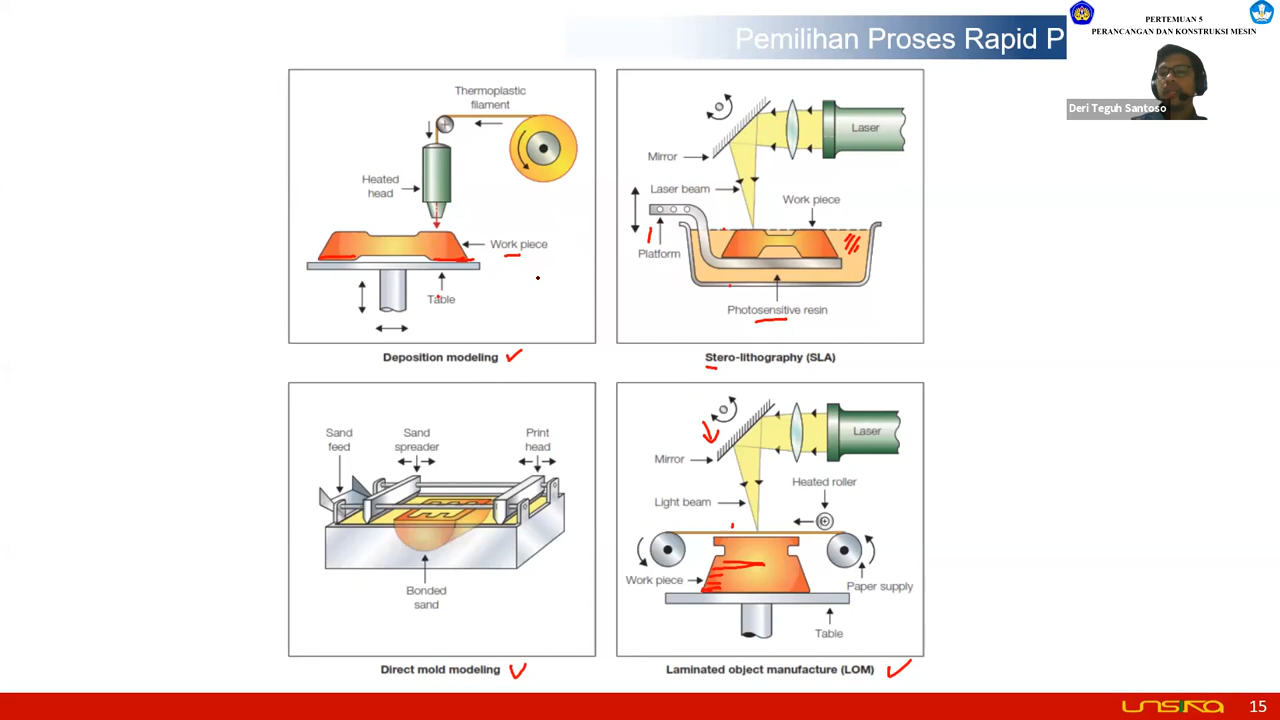 Pemilihan Proses Rapid P
PERTEMUAN 5
PERANCANGAN DAN KONSTRUKSI MESIN
Deri Teguh Santoso
Thermoplastic
filament
Heated
head
Work piece
Table
Deposition modeling
Laser
Mirror
Laser beam
Work piece
Platform
Photosensitive resin
Stero-lithography (SLA)
Sand
feed
Sand
spreader
Print
head
Bonded
sand
Direct mold modeling
Laser
Mirror
Heated roller
Light beam
Work piece
Paper supply
Table
Laminated object manufacture (LOM)
unsika
15